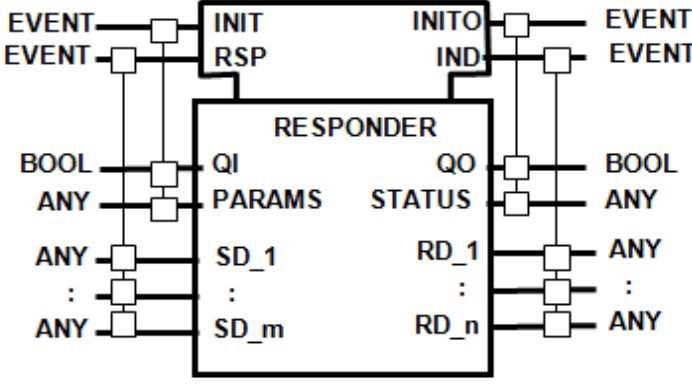 EVENT INIT INITO EVENT
EVENT RSP IND EVENT
RESPONDER
BOOL QI QO BOOL
ANY PARAMS STATUS ANY
ANY SD_1 RD_1 ANY
: : : :
ANY SD_m RD_n ANY